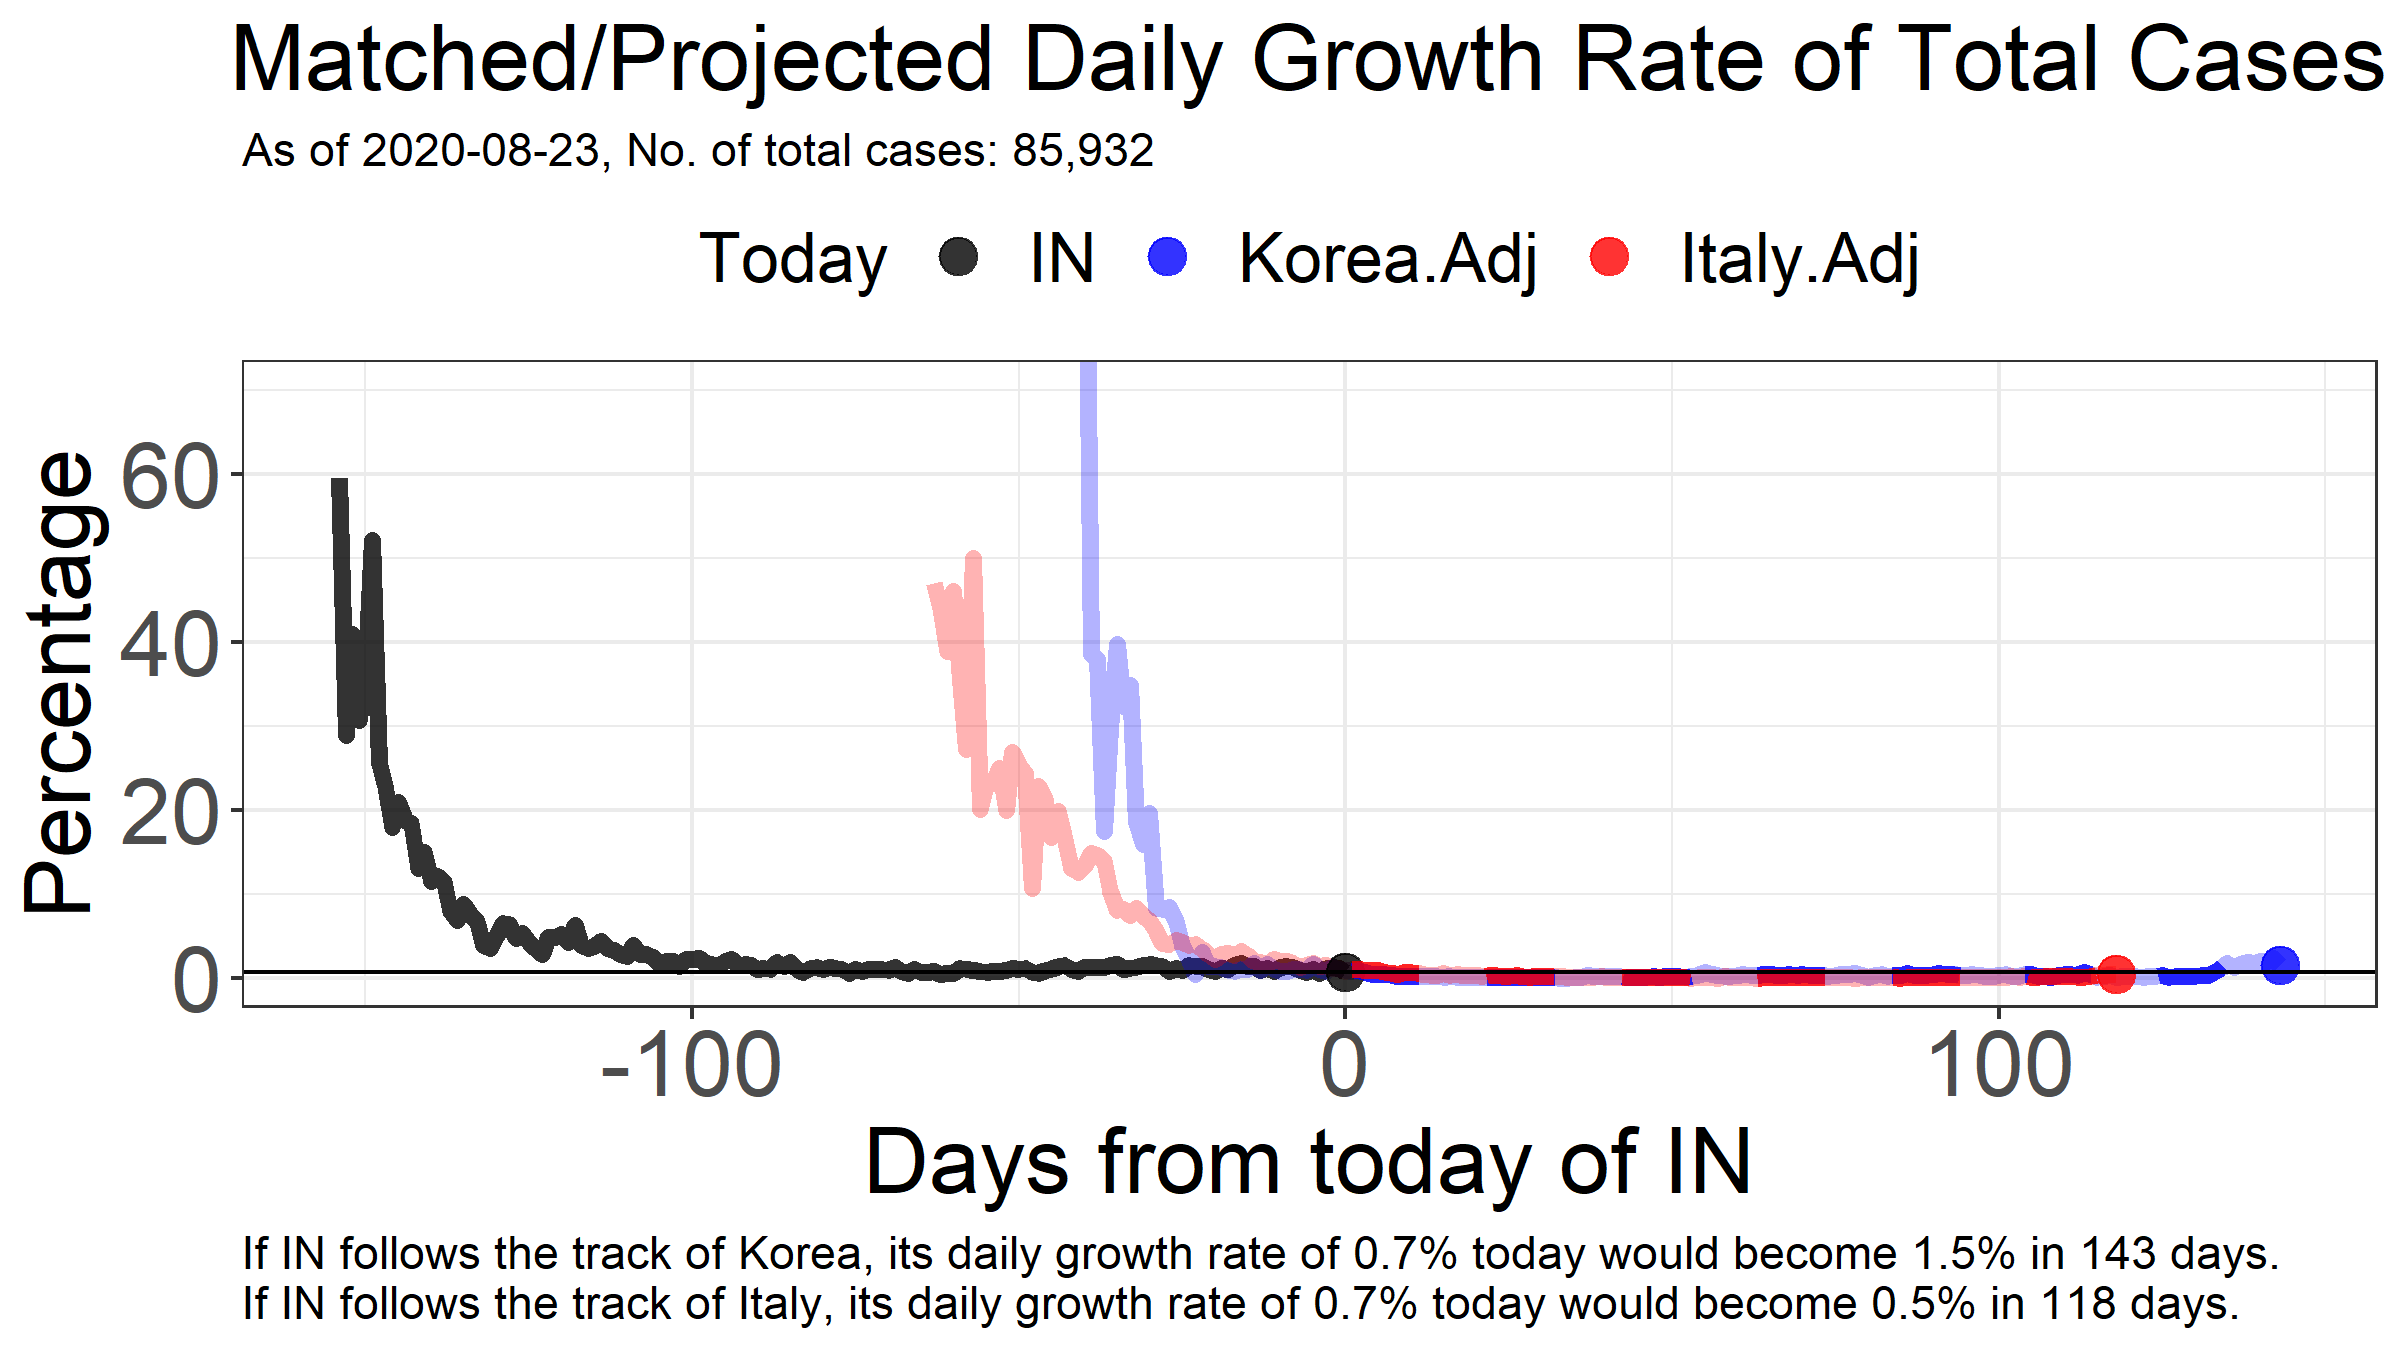 Matched/Projected Daily Growth Rate of Total Cases
As of 2020-08-23, No. of total cases: 85,932
Today IN Korea.Adj Italy.Adj
Percentage
60
40
20
0
-100 0 100
Days from today of IN
If IN follows the track of Korea, its daily growth rate of 0.7% today would become 1.5% in 143 days.
If IN follows the track of Italy, its daily growth rate of 0.7% today would become 0.5% in 118 days.